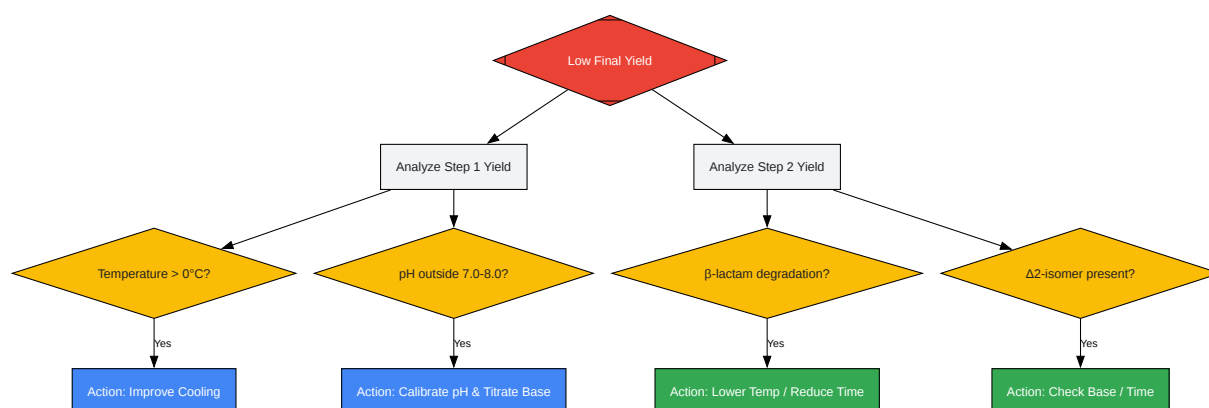 Low Final Yield
Analyze Step 1 Yield
Analyze Step 2 Yield
Temperature > 0°C?
pH outside 7.0-8.0?
β-lactam degradation?
Δ2-isomer present?
Yes
Yes
Yes
Yes
Action: Improve Cooling
Action: Calibrate pH & Titrate Base
Action: Lower Temp / Reduce Time
Action: Check Base / Time